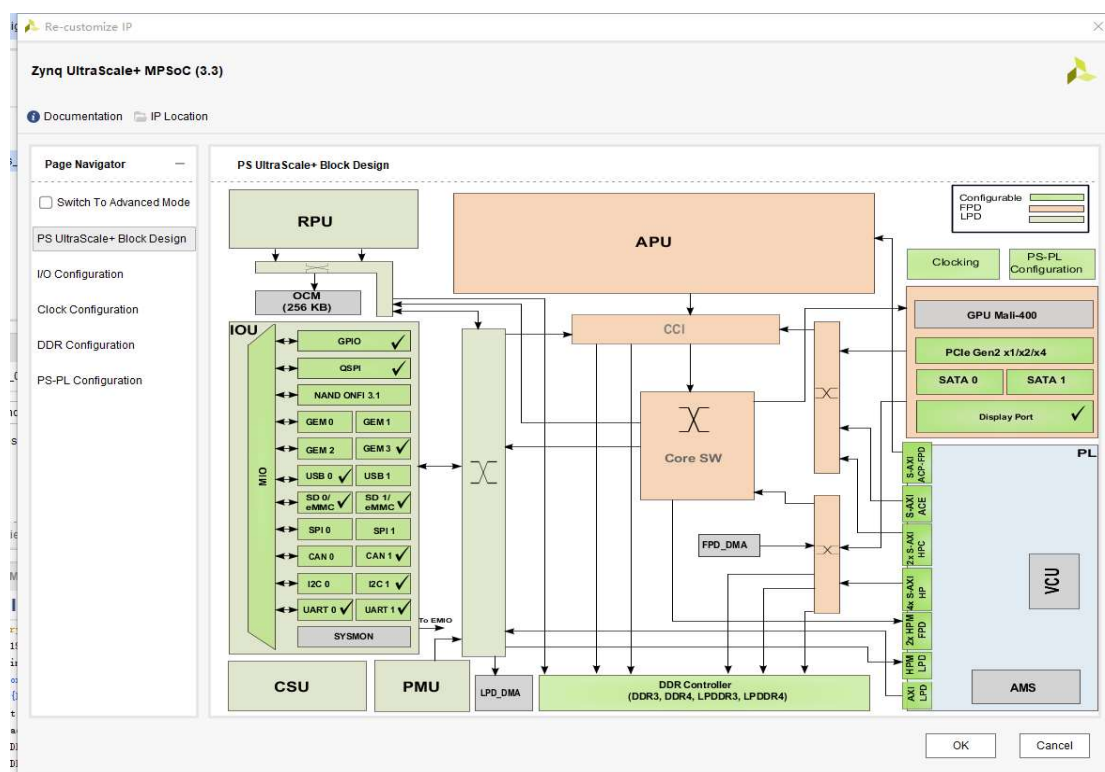 Re-customize IP
Zynq UltraScale+ MPSoC (3.3)
Documentation IP Location
Page Navigator
Switch To Advanced Mode
PS UltraScale+ Block Design
I/O Configuration
Clock Configuration
DDR Configuration
PS-PL Configuration
PS UltraScale+ Block Design
Configurable
FPD
LPD
RPU
APU
Clocking
PS-PL
Configuration
OCM
(256 KB)
CCI
GPU Mali-400
PCIe Gen2 x1/x2/x4
SATA 0 SATA 1
Display Port
IOU
MIO
GPIO
QSPI
NAND ONFI 3.1
GEM 0 GEM 1
GEM 2 GEM 3
USB 0 USB 1
SD 0/
eMMC
SD 1/
eMMC
SPI 0 SPI 1
CAN 0 CAN 1
I2C 0 I2C 1
UART 0 UART 1
SYSMON
To EMIO
Core SW
FPD_DMA
PL
S-AXI
ACP-FPD
S-AXI
ACE
2x S-AXI
HPC
4x S-AXI
HP
2x HPM
FPD
HPM
LPD
AXI
LPD
VCU
AMS
CSU
PMU
LPD_DMA
DDR Controller
(DDR3, DDR4, LPDDR3, LPDDR4)
OK Cancel